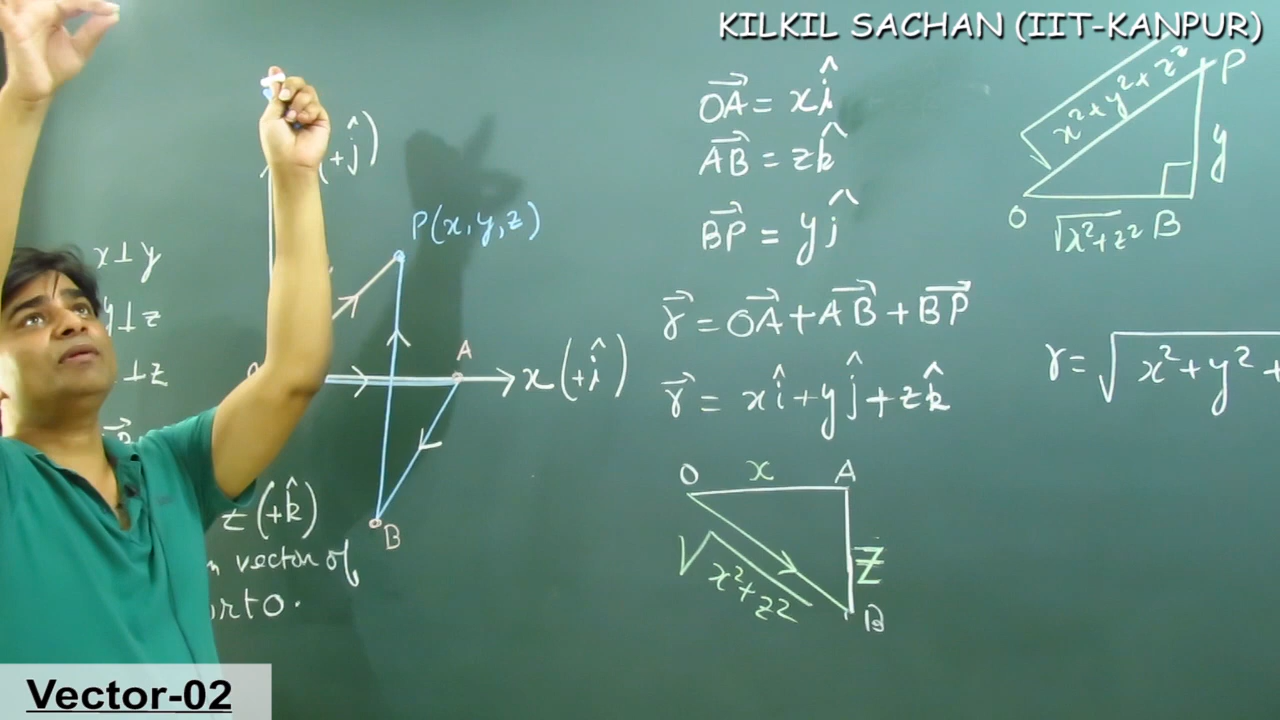 KILKIL SACHAN (IIT-KANPUR)
x⊥y
y⊥z
⊥z
(+ĵ)
P(x,y,z)
A
x(+î)
z(+k̂)
B
vector of
w.r.to.
OA⃗ = xî
AB⃗ = zk̂
BP⃗ = yĵ
r⃗ = OA⃗ + AB⃗ + BP⃗
r⃗ = xî + yĵ + zk̂
O x A
z
√x²+z²
B
√x²+y²+z²
P
y
O √x²+z² B
r = √x²+y²+
Vector-02